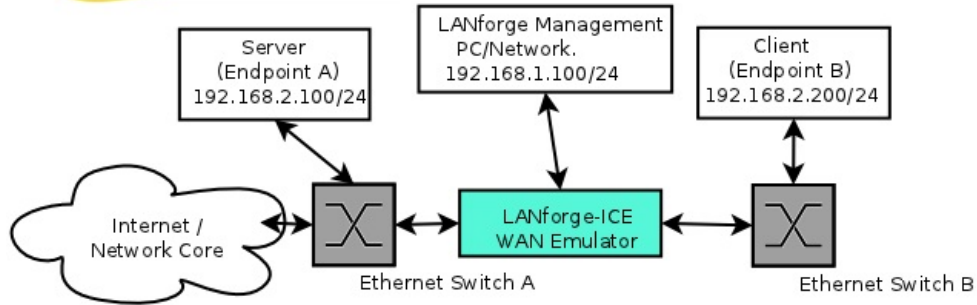 Server
(Endpoint A)
192.168.2.100/24
LANforge Management
PC/Network.
192.168.1.100/24
Client
(Endpoint B)
192.168.2.200/24
Internet /
Network Core
LANforge-ICE
WAN Emulator
Ethernet Switch A
Ethernet Switch B